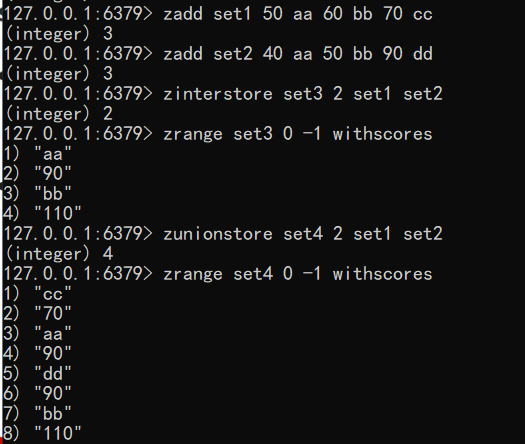 127.0.0.1:6379> zadd set1 50 aa 60 bb 70 cc
(integer) 3
127.0.0.1:6379> zadd set2 40 aa 50 bb 90 dd
(integer) 3
127.0.0.1:6379> zinterstore set3 2 set1 set2
(integer) 2
127.0.0.1:6379> zrange set3 0 -1 withscores
1) "aa"
2) "90"
3) "bb"
4) "110"
127.0.0.1:6379> zunionstore set4 2 set1 set2
(integer) 4
127.0.0.1:6379> zrange set4 0 -1 withscores
1) "cc"
2) "70"
3) "aa"
4) "90"
5) "dd"
6) "90"
7) "bb"
8) "110"